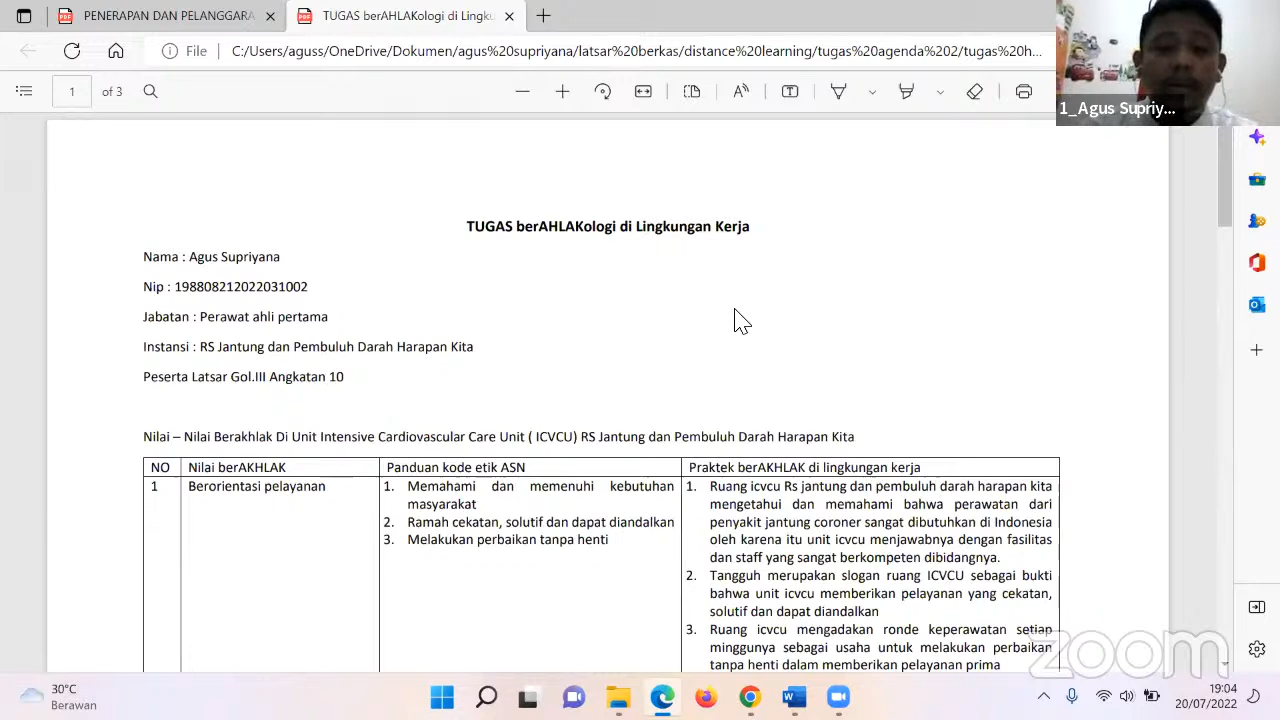 PENERAPAN DAN PELANGGARA
TUGAS berAHLAKologi di Lingku
File
C:/Users/aguss/OneDrive/Dokumen/agus%20supriyana/latsar%20berkas/distance%20learning/tugas%20agenda%202/tugas%20h...
1 of 3
1_Agus Supriy...
TUGAS berAHLAKologi di Lingkungan Kerja
Nama : Agus Supriyana
Nip : 198808212022031002
Jabatan : Perawat ahli pertama
Instansi : RS Jantung dan Pembuluh Darah Harapan Kita
Peserta Latsar Gol.III Angkatan 10
Nilai – Nilai Berakhlak Di Unit Intensive Cardiovascular Care Unit ( ICVCU) RS Jantung dan Pembuluh Darah Harapan Kita
NO Nilai berAKHLAK Panduan kode etik ASN Praktek berAKHLAK di lingkungan kerja
1 Berorientasi pelayanan
1. Memahami dan memenuhi kebutuhan
masyarakat
2. Ramah cekatan, solutif dan dapat diandalkan
3. Melakukan perbaikan tanpa henti
1. Ruang icvcu Rs jantung dan pembuluh darah harapan kita
mengetahui dan memahami bahwa perawatan dari
penyakit jantung coroner sangat dibutuhkan di Indonesia
oleh karena itu unit icvcu menjawabnya dengan fasilitas
dan staff yang sangat berkompeten dibidangnya.
2. Tangguh merupakan slogan ruang ICVCU sebagai bukti
bahwa unit icvcu memberikan pelayanan yang cekatan,
solutif dan dapat diandalkan
3. Ruang icvcu mengadakan ronde keperawatan setiap
minggunya sebagai usaha untuk melakukan perbaikan
tanpa henti dalam memberikan pelayanan prima
zoom
30°C
Berawan
19:04
20/07/2022